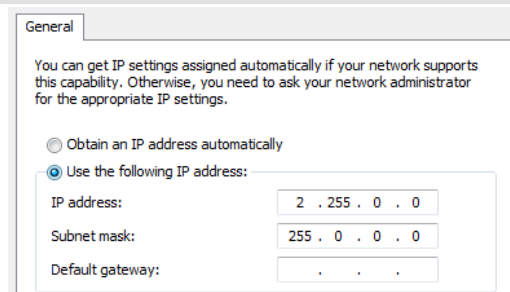 General
You can get IP settings assigned automatically if your network supports
this capability. Otherwise, you need to ask your network administrator
for the appropriate IP settings.
Obtain an IP address automatically
Use the following IP address:
IP address: 2 . 255 . 0 . 0
Subnet mask: 255 . 0 . 0 . 0
Default gateway: . . .